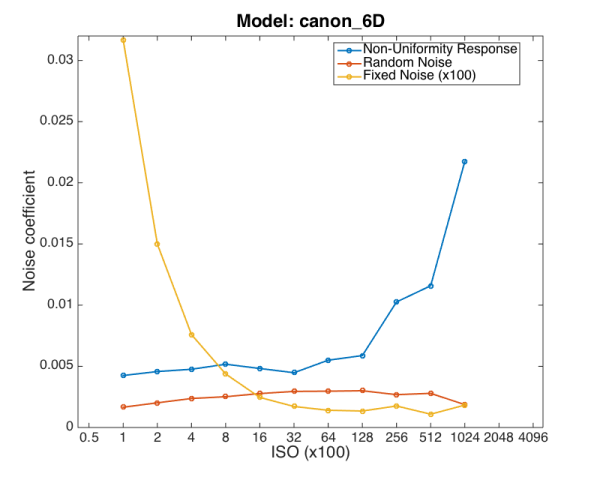 Model: canon_6D
Non-Uniformity Response
Random Noise
Fixed Noise (x100)
0.03
0.025
0.02
0.015
0.01
0.005
0
Noise coefficient
0.5 1 2 4 8 16 32 64 128 256 512 1024 2048 4096
ISO (x100)